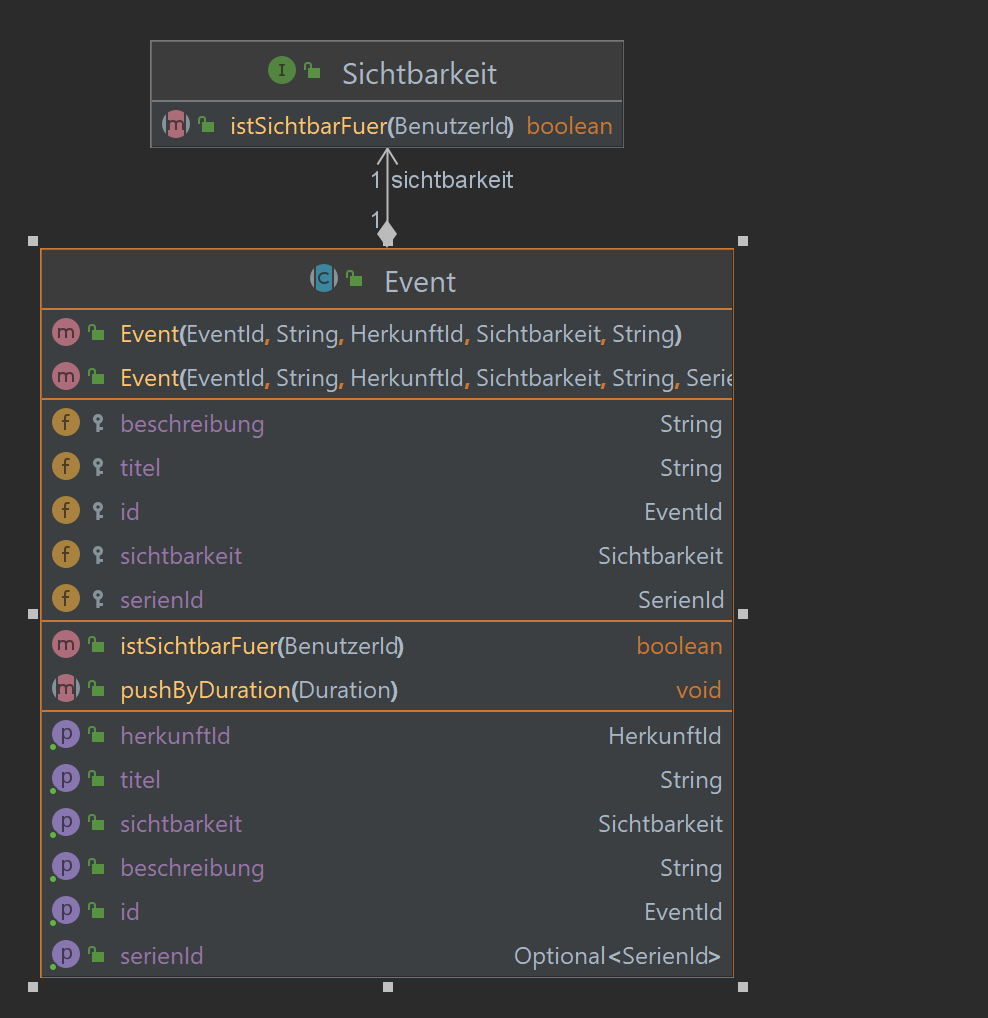 I Sichtbarkeit
m istSichtbarFuer(BenutzerId) boolean
1 sichtbarkeit
1
C Event
m Event(EventId, String, HerkunftId, Sichtbarkeit, String)
m Event(EventId, String, HerkunftId, Sichtbarkeit, String, Serie
f beschreibung String
f titel String
f id EventId
f sichtbarkeit Sichtbarkeit
f serienId SerienId
m istSichtbarFuer(BenutzerId) boolean
m pushByDuration(Duration) void
p herkunftId HerkunftId
p titel String
p sichtbarkeit Sichtbarkeit
p beschreibung String
p id EventId
p serienId Optional<SerienId>